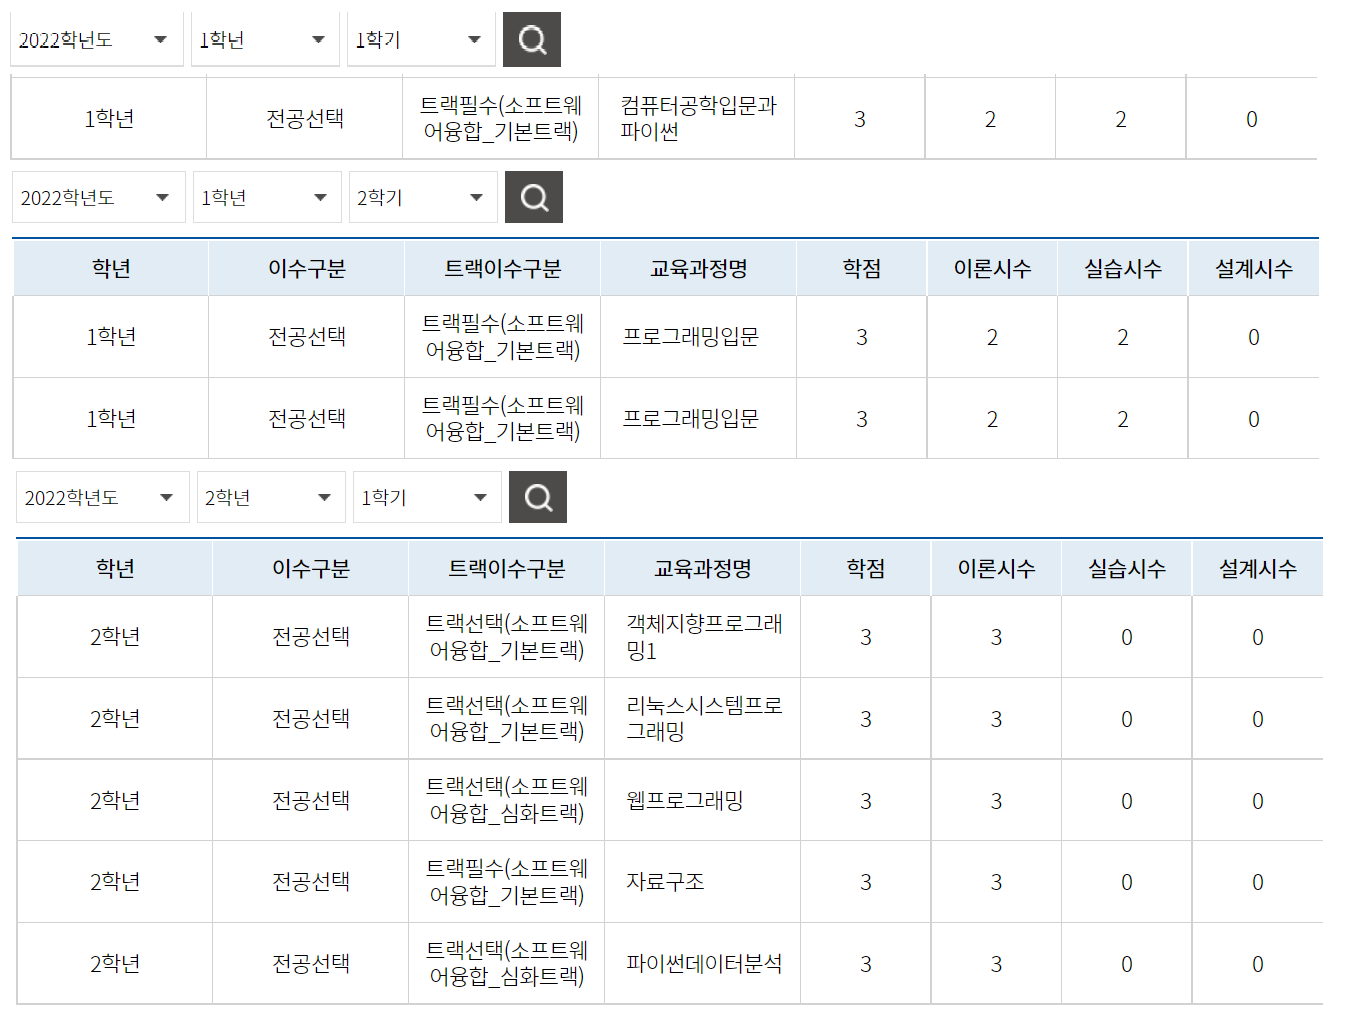 2022학년도 1학년 1학기
1학년 전공선택 트랙필수(소프트웨어융합_기본트랙) 컴퓨터공학입문과파이썬 3 2 2 0
2022학년도 1학년 2학기
학년 이수구분 트랙이수구분 교육과정명 학점 이론시수 실습시수 설계시수
1학년 전공선택 트랙필수(소프트웨어융합_기본트랙) 프로그래밍입문 3 2 2 0
1학년 전공선택 트랙필수(소프트웨어융합_기본트랙) 프로그래밍입문 3 2 2 0
2022학년도 2학년 1학기
학년 이수구분 트랙이수구분 교육과정명 학점 이론시수 실습시수 설계시수
2학년 전공선택 트랙선택(소프트웨어융합_기본트랙) 객체지향프로그래밍1 3 3 0 0
2학년 전공선택 트랙선택(소프트웨어융합_기본트랙) 리눅스시스템프로그래밍 3 3 0 0
2학년 전공선택 트랙선택(소프트웨어융합_심화트랙) 웹프로그래밍 3 3 0 0
2학년 전공선택 트랙필수(소프트웨어융합_기본트랙) 자료구조 3 3 0 0
2학년 전공선택 트랙선택(소프트웨어융합_심화트랙) 파이썬데이터분석 3 3 0 0